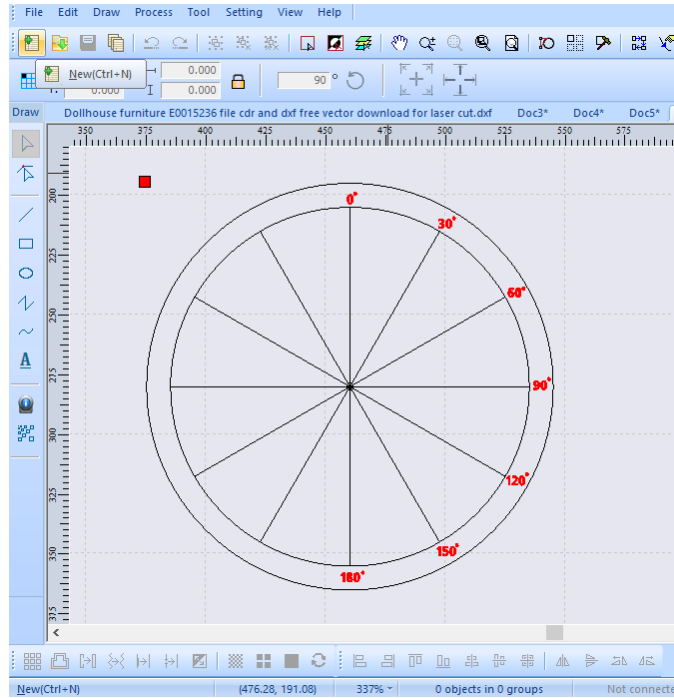 File Edit Draw Process Tool Setting View Help
New(Ctrl+N)
0.000
90 °
0.000
Draw
Dollhouse furniture E0015236 file cdr and dxf free vector download for laser cut.dxf Doc3* Doc4* Doc5*
350 375 400 425 450 475 500 525 550 575
200
225
250
275
300
325
350
375
0°
30°
60°
90°
120°
150°
180°
A
New(Ctrl+N) (476.28, 191.08) 337% 0 objects in 0 groups Not connecte